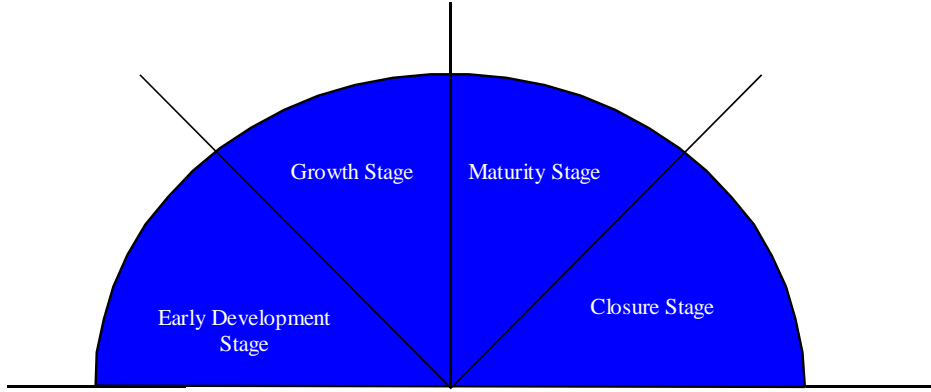 Growth Stage
Maturity Stage
Early Development
Stage
Closure Stage